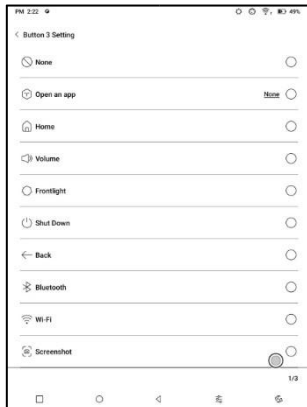 PM 2:22 49%
Button 3 Setting
None
Open an app None
Home
Volume
Frontlight
Shut Down
Back
Bluetooth
Wi-Fi
Screenshot
1/3